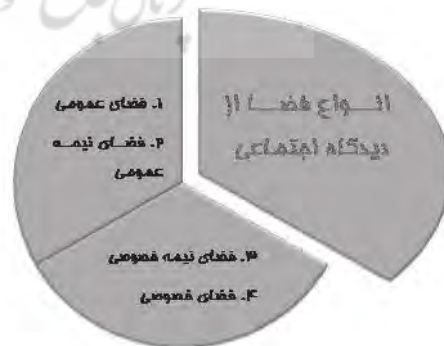 انواع فضا از
دیدگاه اجتماعی
۱. فضای عمومی
۲. فضای نیمه
عمومی
۳. فضای نیمه خصوصی
۴. فضای خصوصی